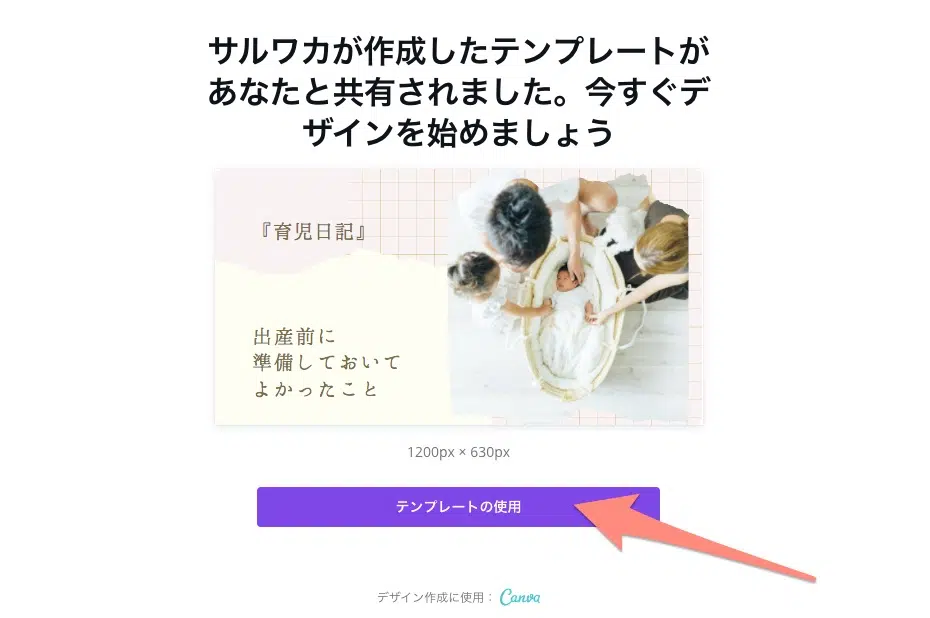 サルワカが作成したテンプレートが
あなたと共有されました。今すぐデ
ザインを始めましょう
『育児日記』
出産前に
準備しておいて
よかったこと
1200px × 630px
テンプレートの使用
デザイン作成に使用： Canva